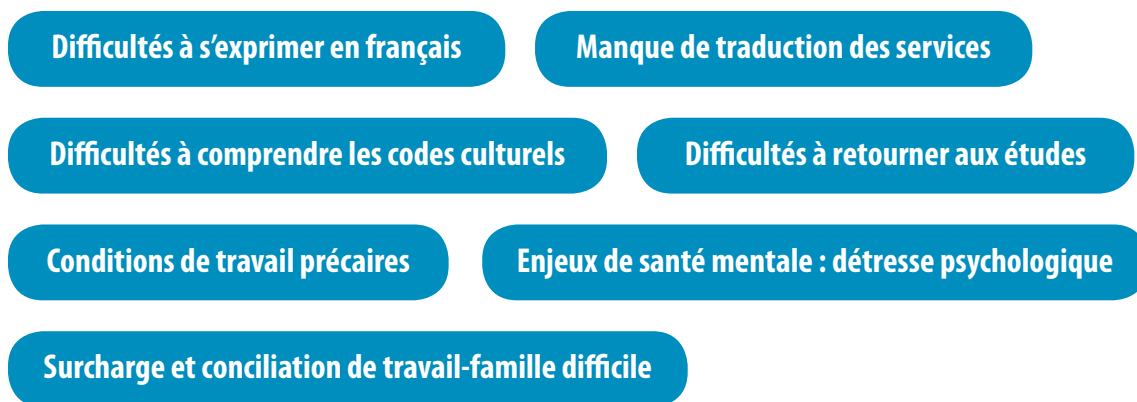 Difficultés à s’exprimer en français
Manque de traduction des services
Difficultés à comprendre les codes culturels
Difficultés à retourner aux études
Conditions de travail précaires
Enjeux de santé mentale : détresse psychologique
Surcharge et conciliation de travail-famille difficile